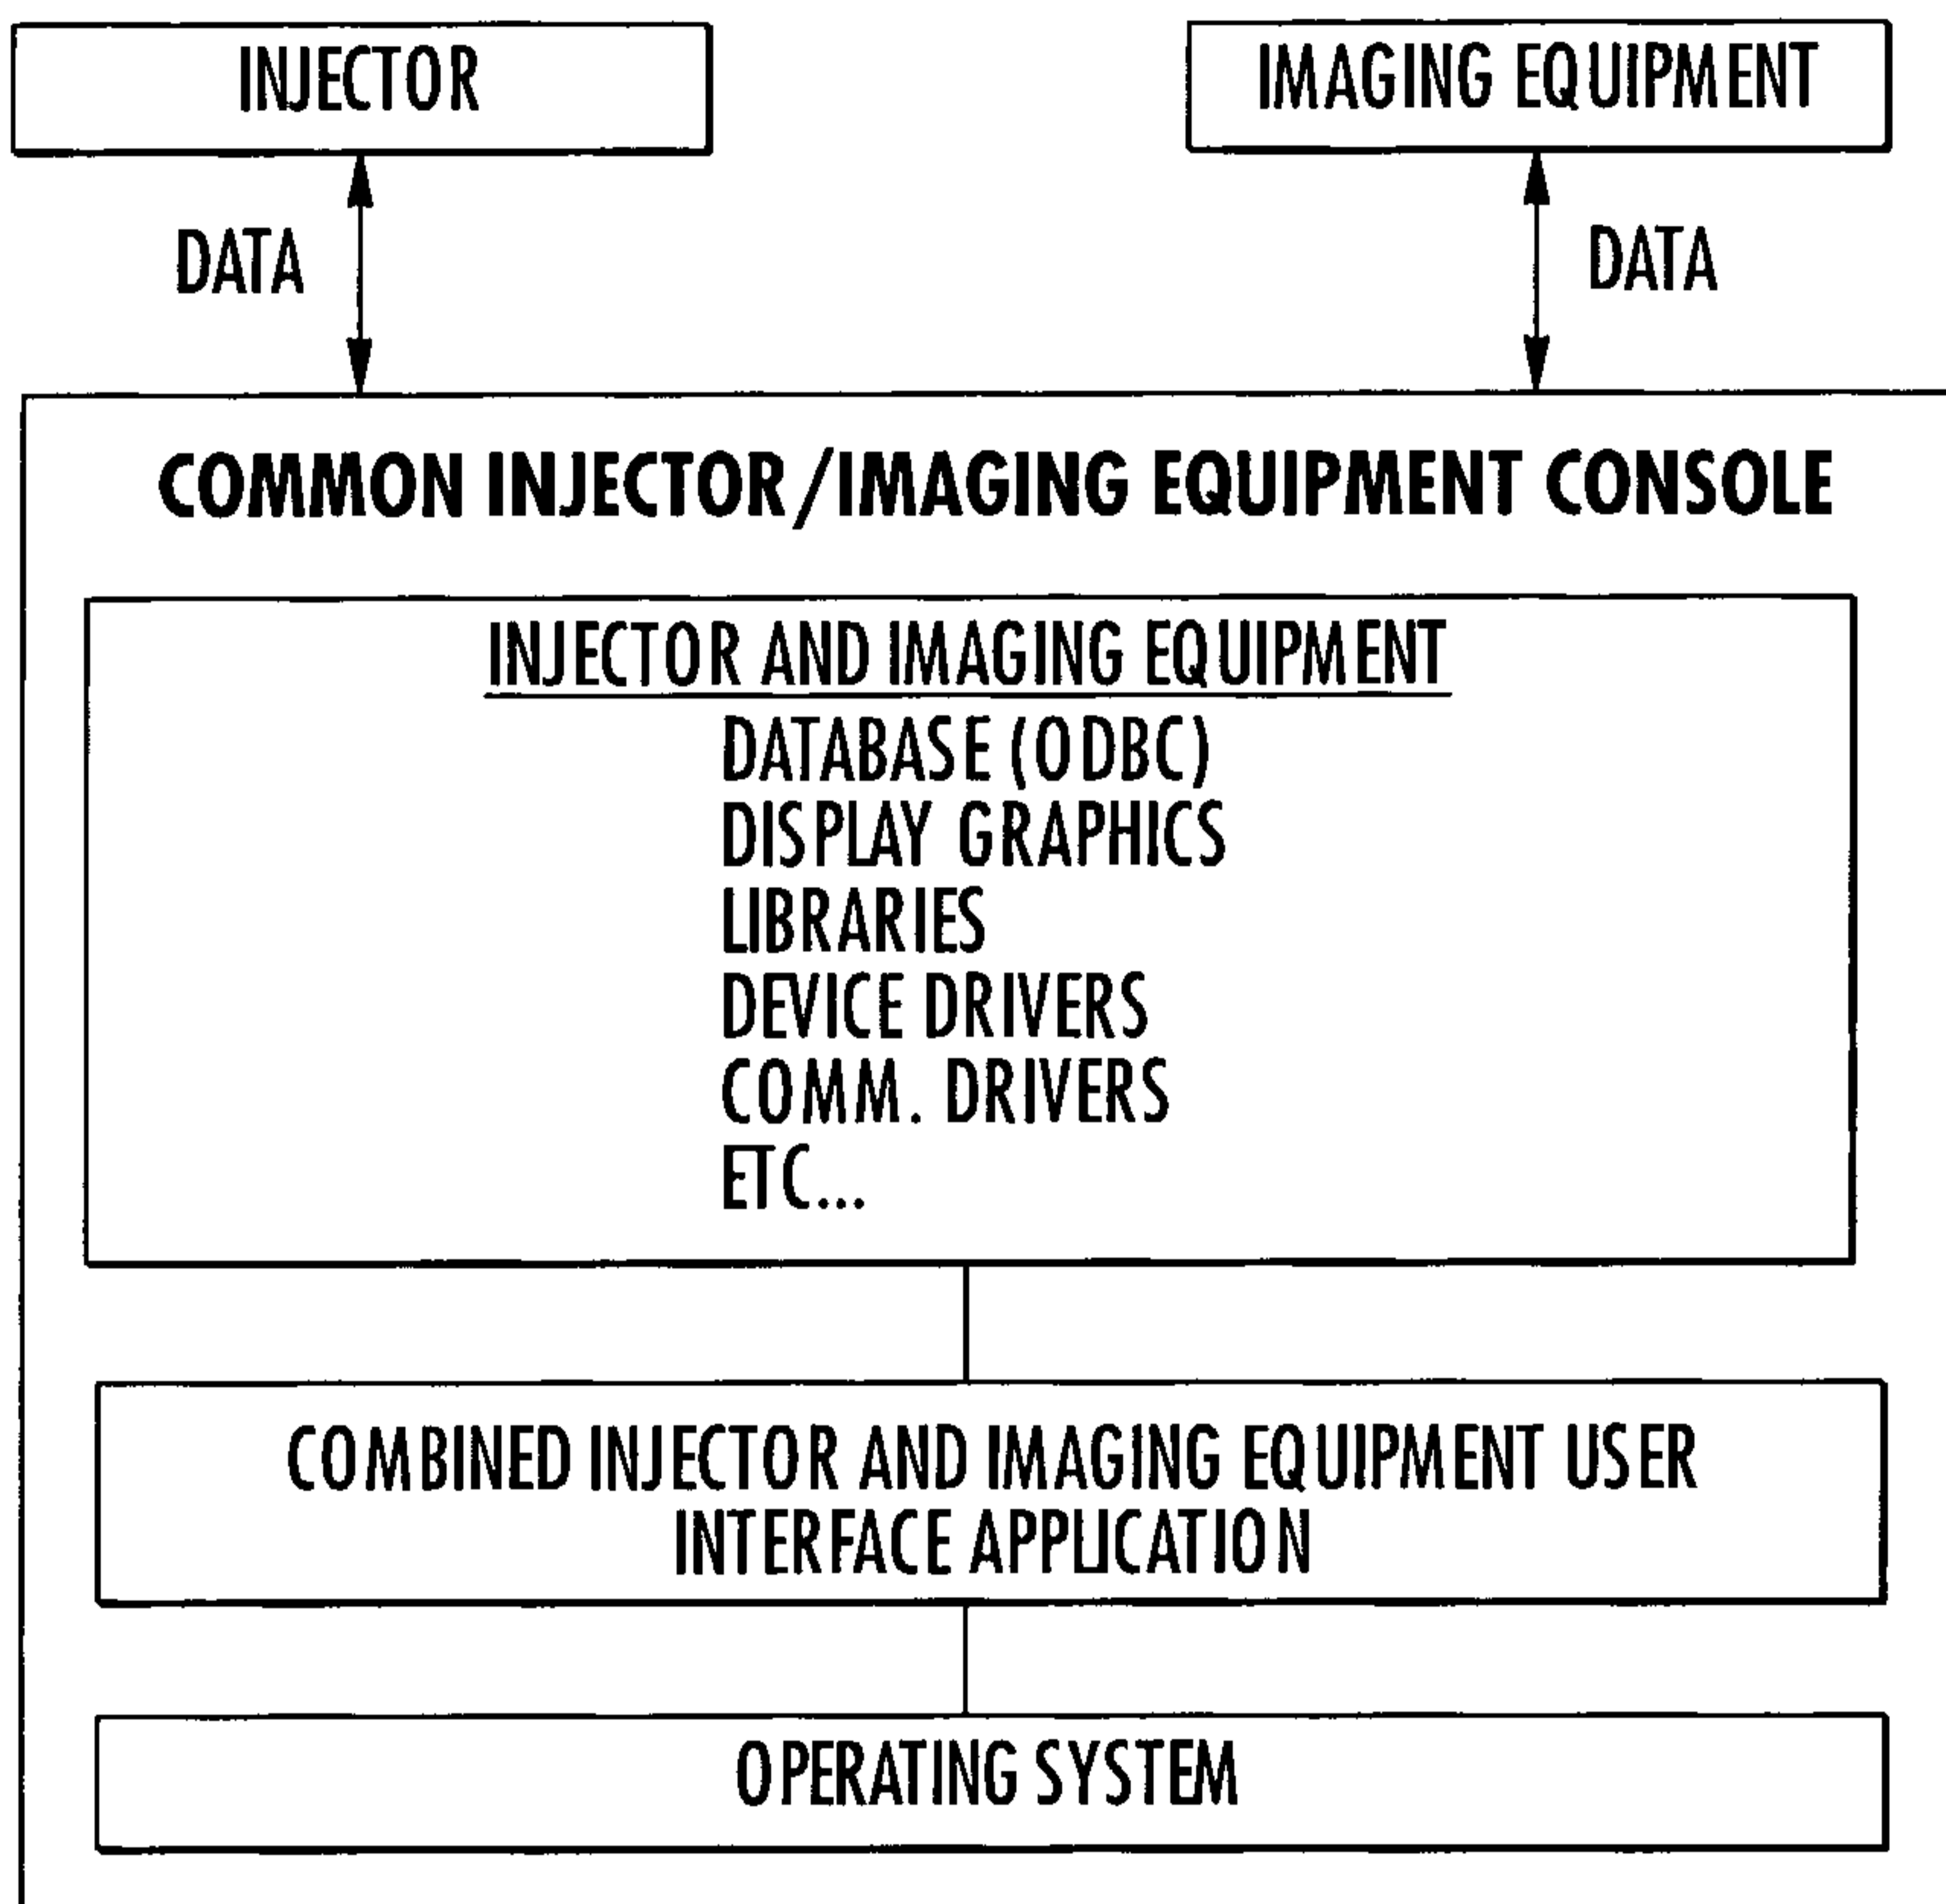 INJECTOR
IMAGING EQUIPMENT
DATA
DATA
COMMON INJECTOR/IMAGING EQUIPMENT CONSOLE
INJECTOR AND IMAGING EQUIPMENT
DATABASE (ODBC)
DISPLAY GRAPHICS
LIBRARIES
DEVICE DRIVERS
COMM. DRIVERS
ETC...
COMBINED INJECTOR AND IMAGING EQUIPMENT USER
INTERFACE APPLICATION
OPERATING SYSTEM